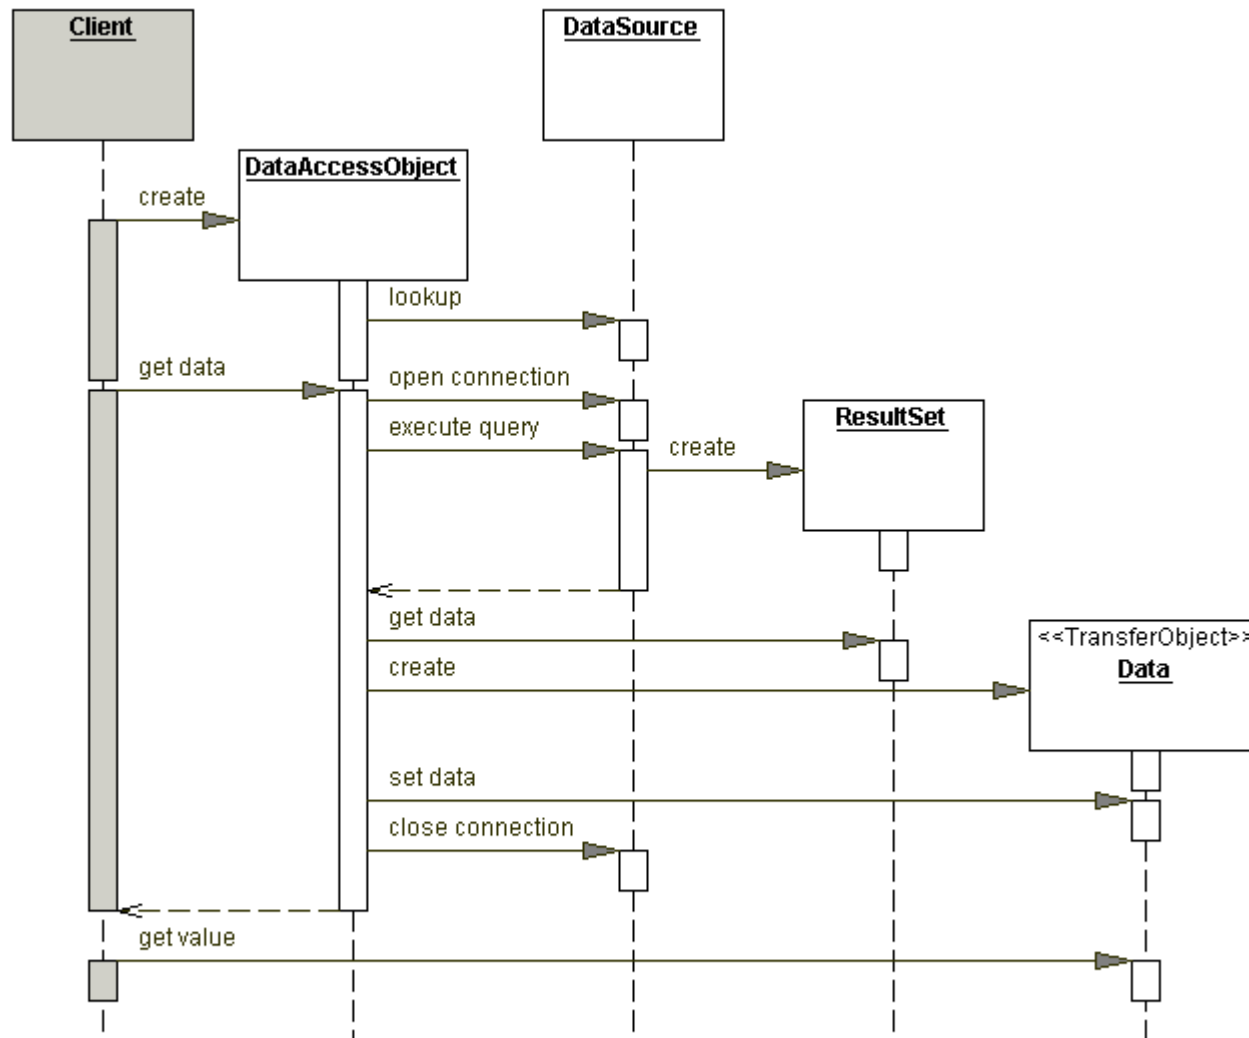 Client
DataSource
DataAccessObject
create
lookup
get data
open connection
ResultSet
execute query
create
get data
<<TransferObject>>
create
Data
set data
close connection
get value